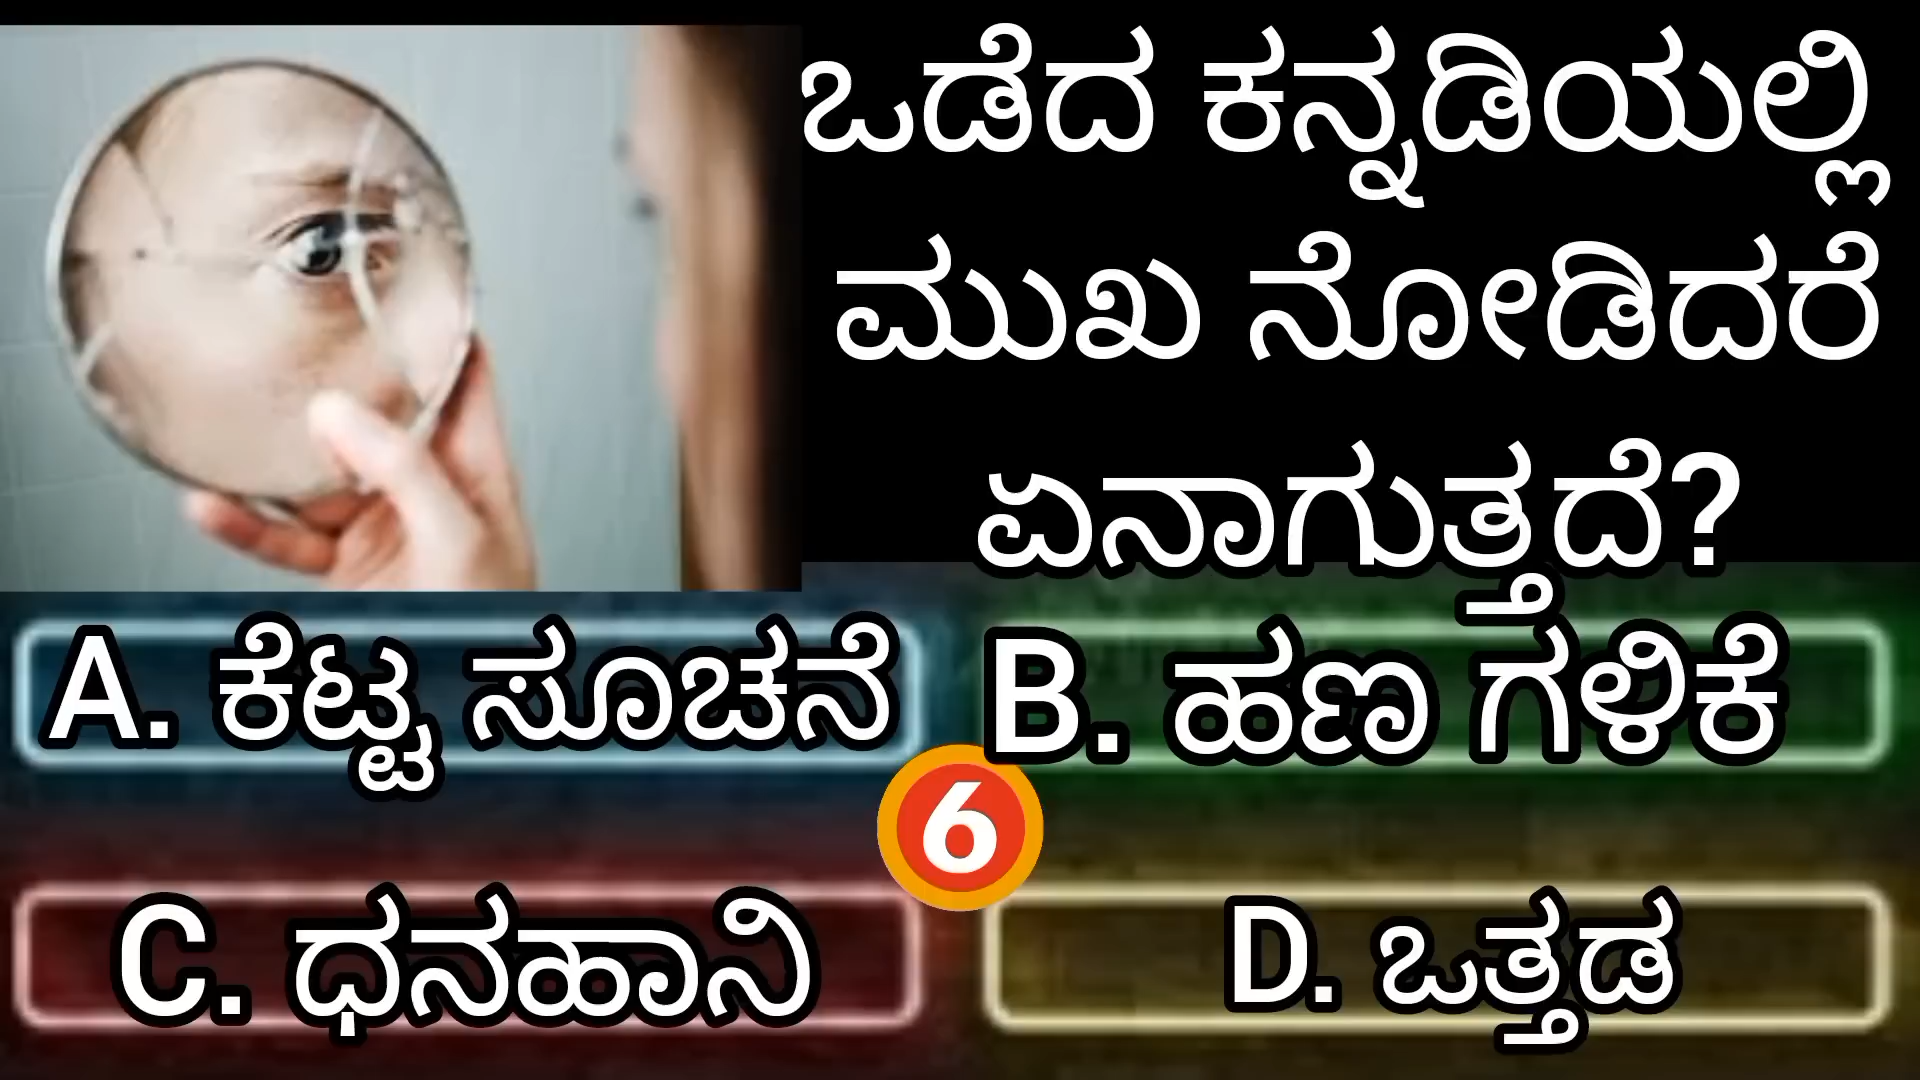 ಒಡೆದ ಕನ್ನಡಿಯಲ್ಲಿ
ಮುಖ ನೋಡಿದರೆ
ಏನಾಗುತ್ತದೆ?
A. ಕೆಟ್ಟ ಸೂಚನೆ
B. ಹಣ ಗಳಿಕೆ
6
C. ಧನಹಾನಿ
D. ಒತ್ತಡ